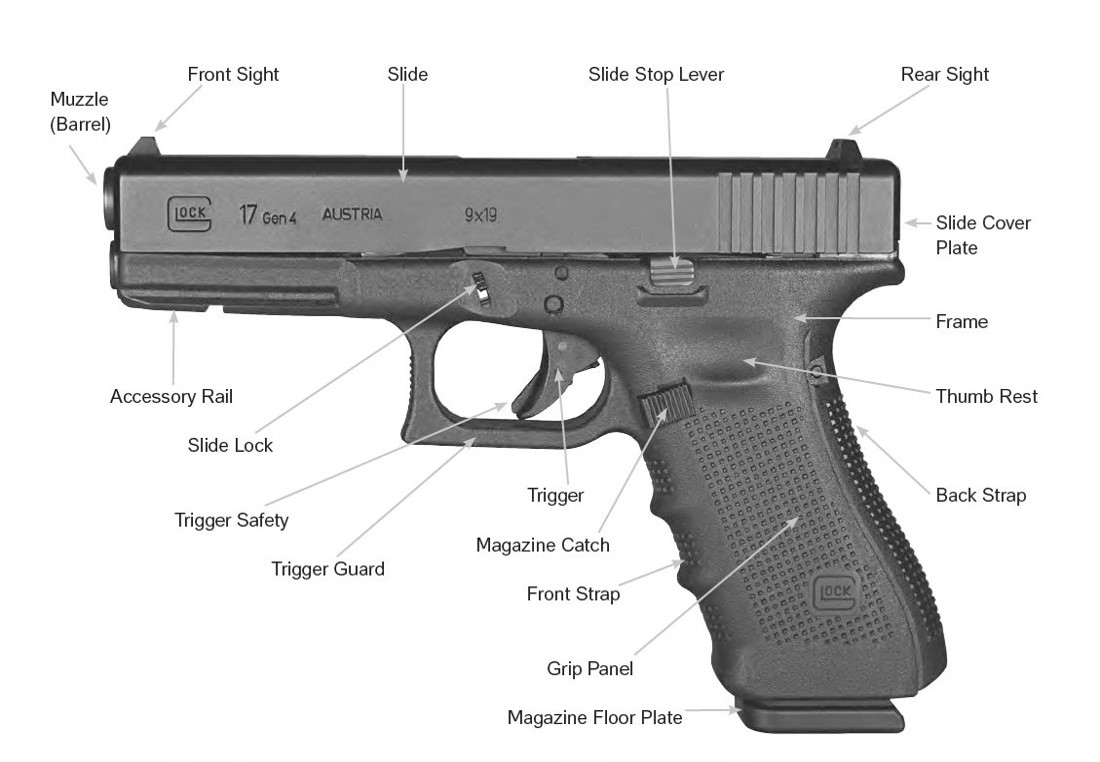 Front Sight
Slide
Slide Stop Lever
Rear Sight
Muzzle
(Barrel)
GLOCK
17 Gen4 AUSTRIA 9x19
Slide Cover
Plate
Frame
Accessory Rail
Thumb Rest
Slide Lock
Back Strap
Trigger
Trigger Safety
Magazine Catch
Trigger Guard
Front Strap
GLOCK
Grip Panel
Magazine Floor Plate